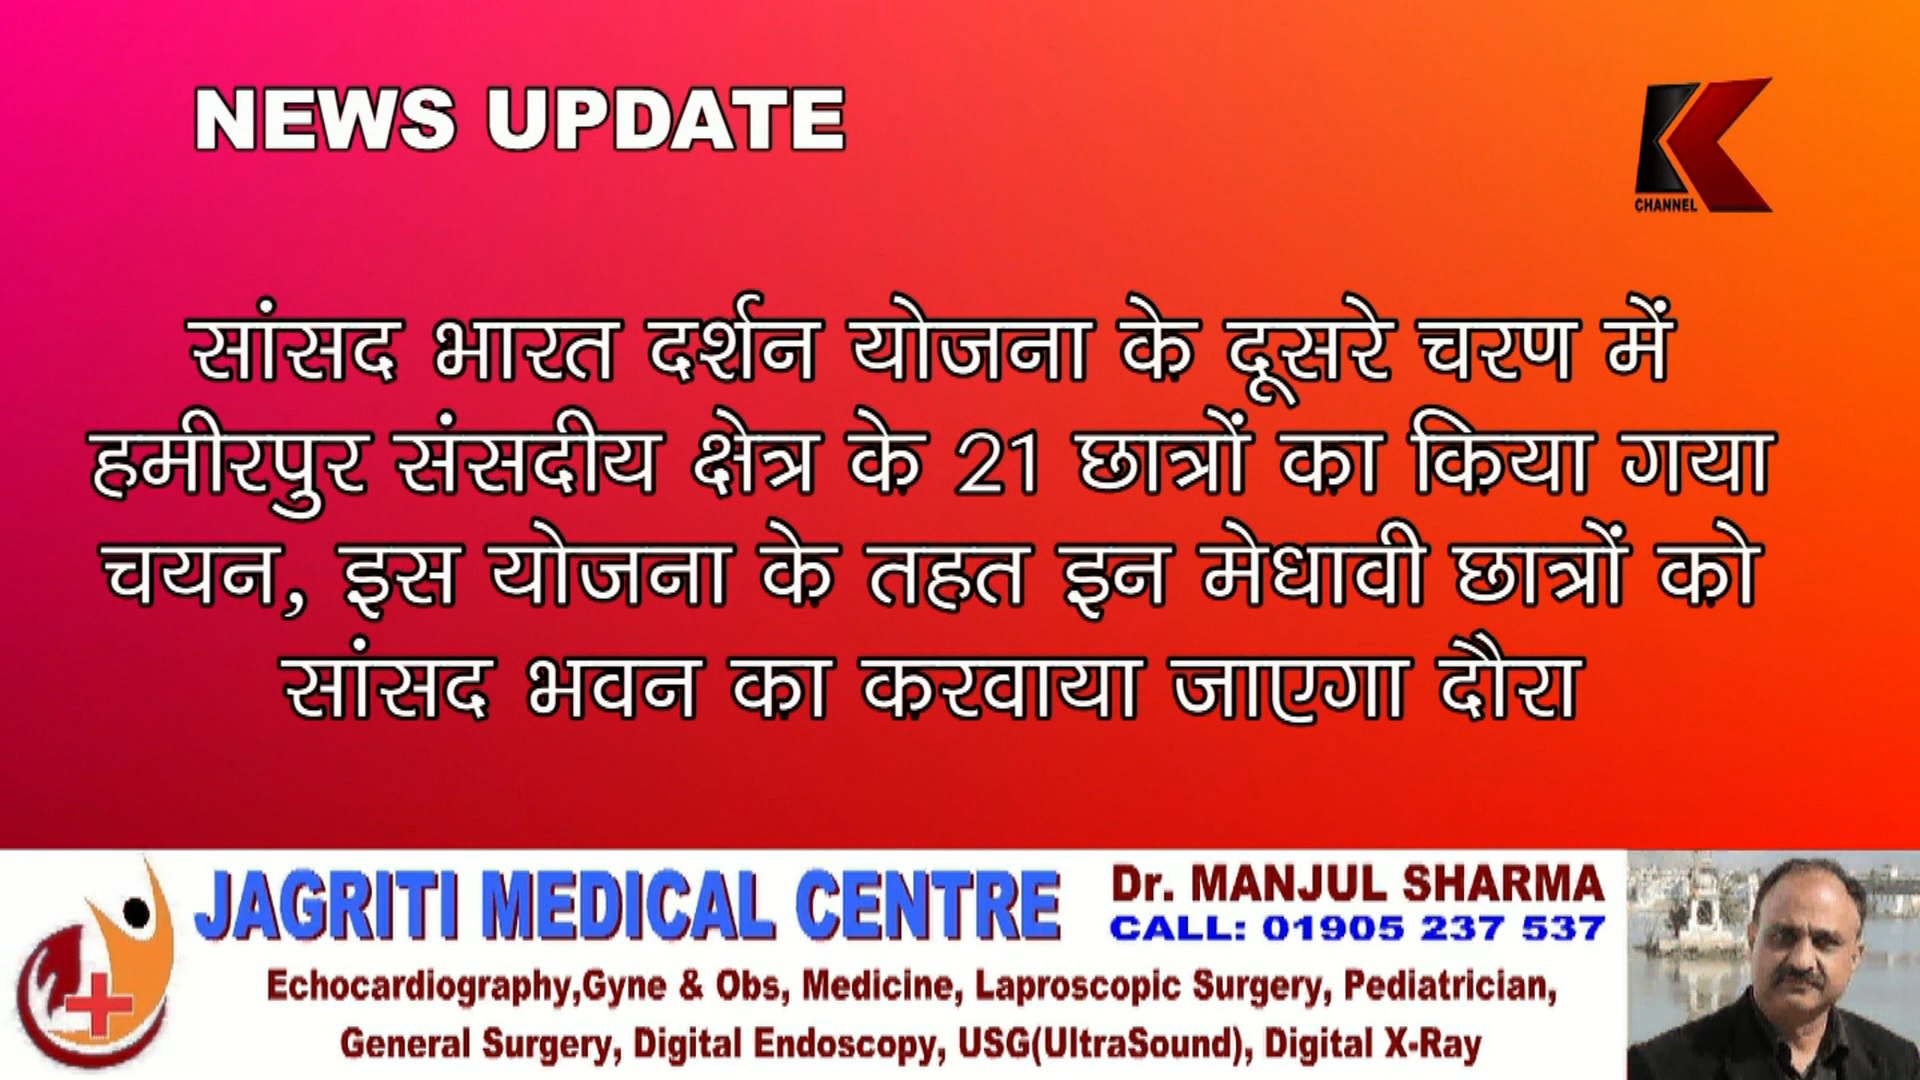 NEWS UPDATE
CHANNEL
सांसद भारत दर्शन योजना के दूसरे चरण में
हमीरपुर संसदीय क्षेत्र के 21 छात्रों का किया गया
चयन, इस योजना के तहत इन मेधावी छात्रों को
सांसद भवन का करवाया जाएगा दौरा
JAGRITI MEDICAL CENTRE
Dr. MANJUL SHARMA
CALL: 01905 237 537
Echocardiography,Gyne & Obs, Medicine, Laproscopic Surgery, Pediatrician,
General Surgery, Digital Endoscopy, USG(UltraSound), Digital X-Ray